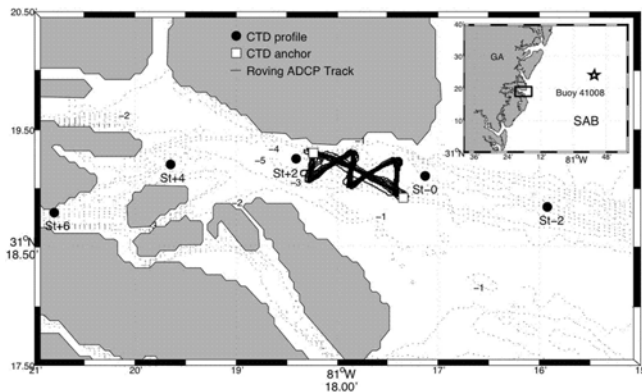 20.50
19.50
31°N
18.50
17.50
21
20
19
81°W
18.00
17
16
CTD profile
CTD anchor
Roving ADCP Track
−2
−4
−5
−3
St+2
St+4
St+6
St−0
St−2
2
−1
−1
40
30
20
10
31°N
GA
Buoy 41008
SAB
36
24
12
81°W
48